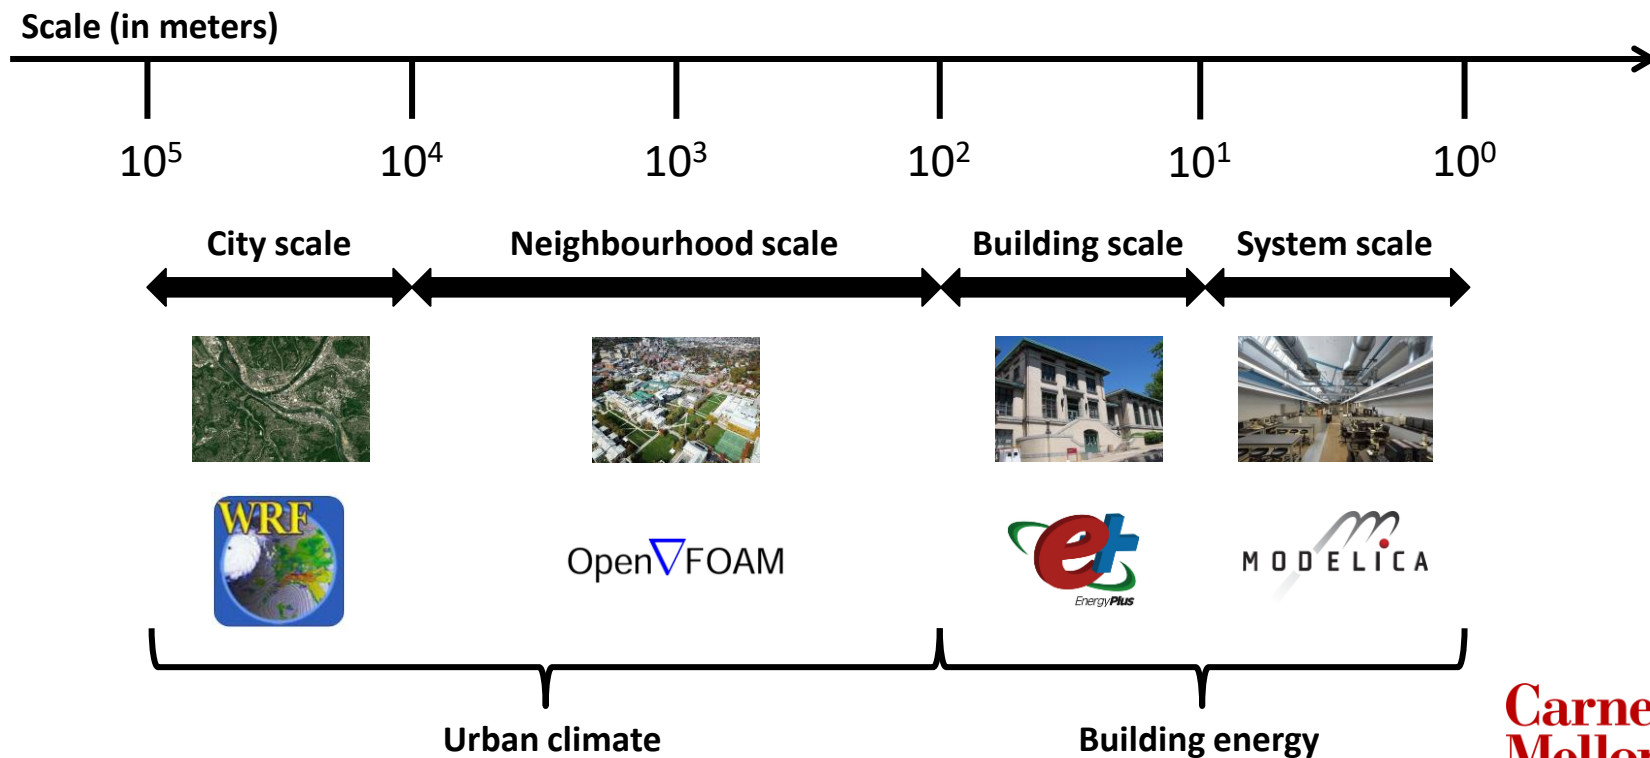 Scale (in meters)
10⁵ 10⁴ 10³ 10² 10¹ 10⁰
City scale Neighbourhood scale Building scale System scale
WRF
Open∇FOAM
e+
EnergyPlus
MODELiCA
Urban climate Building energy
Carne
Mellon